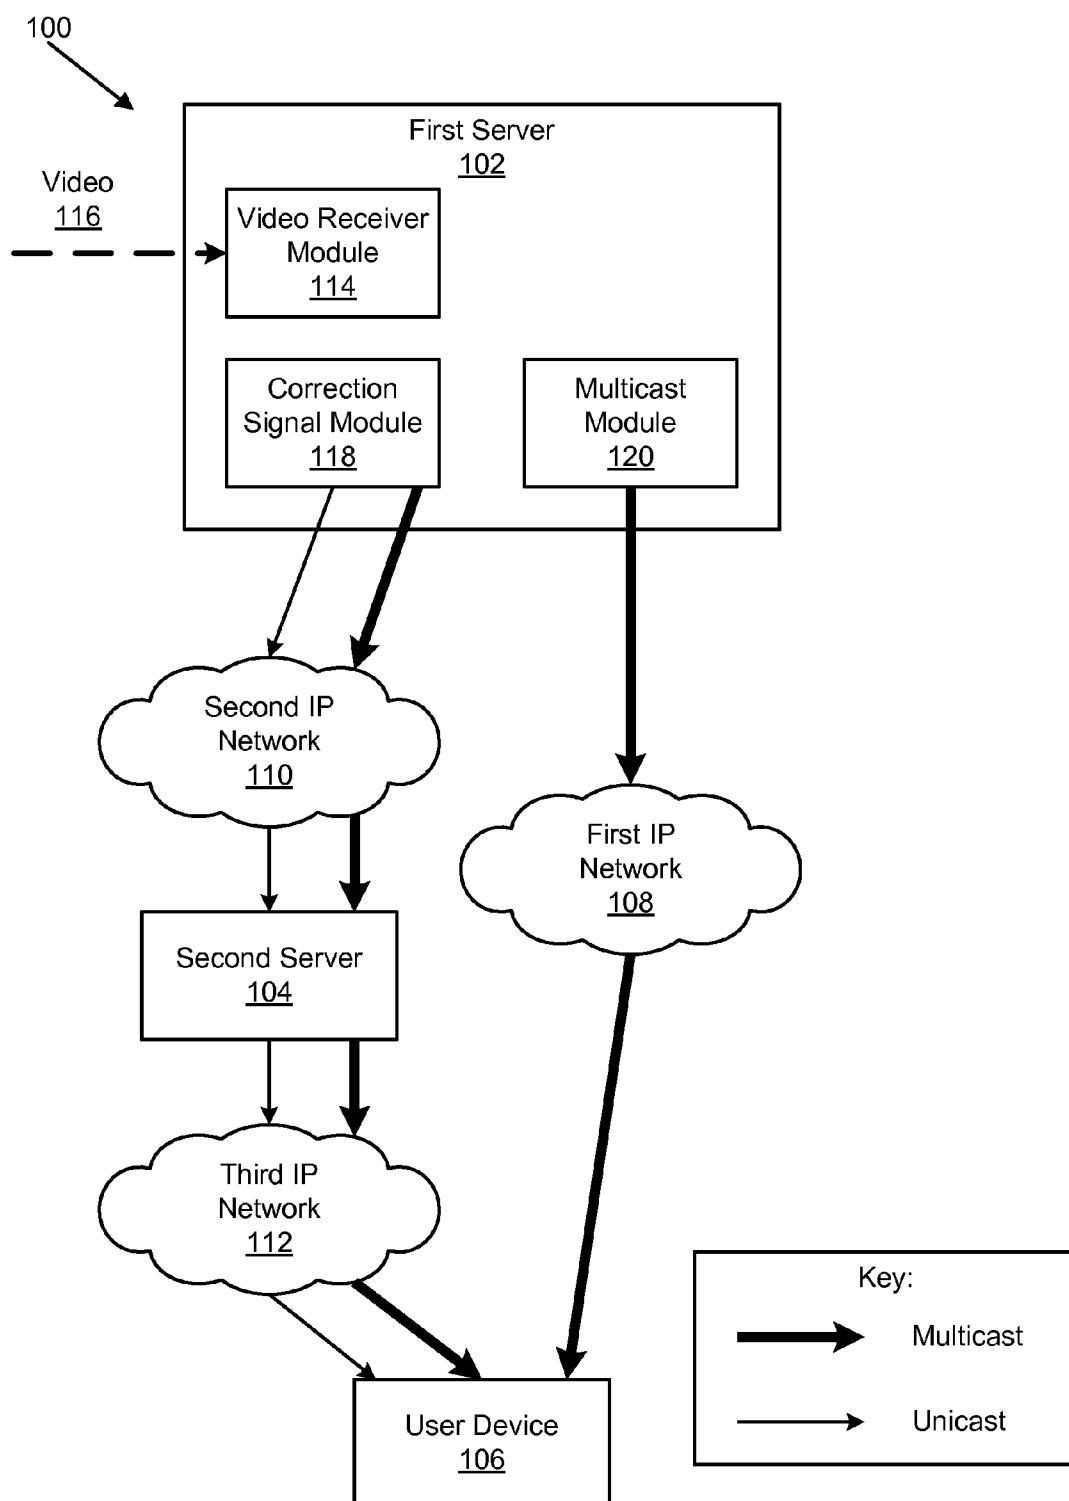 100
First Server
102
Video
116
Video Receiver
Module
114
Correction
Signal Module
118
Multicast
Module
120
Second IP
Network
110
First IP
Network
108
Second Server
104
Third IP
Network
112
Key:
Multicast
Unicast
User Device
106